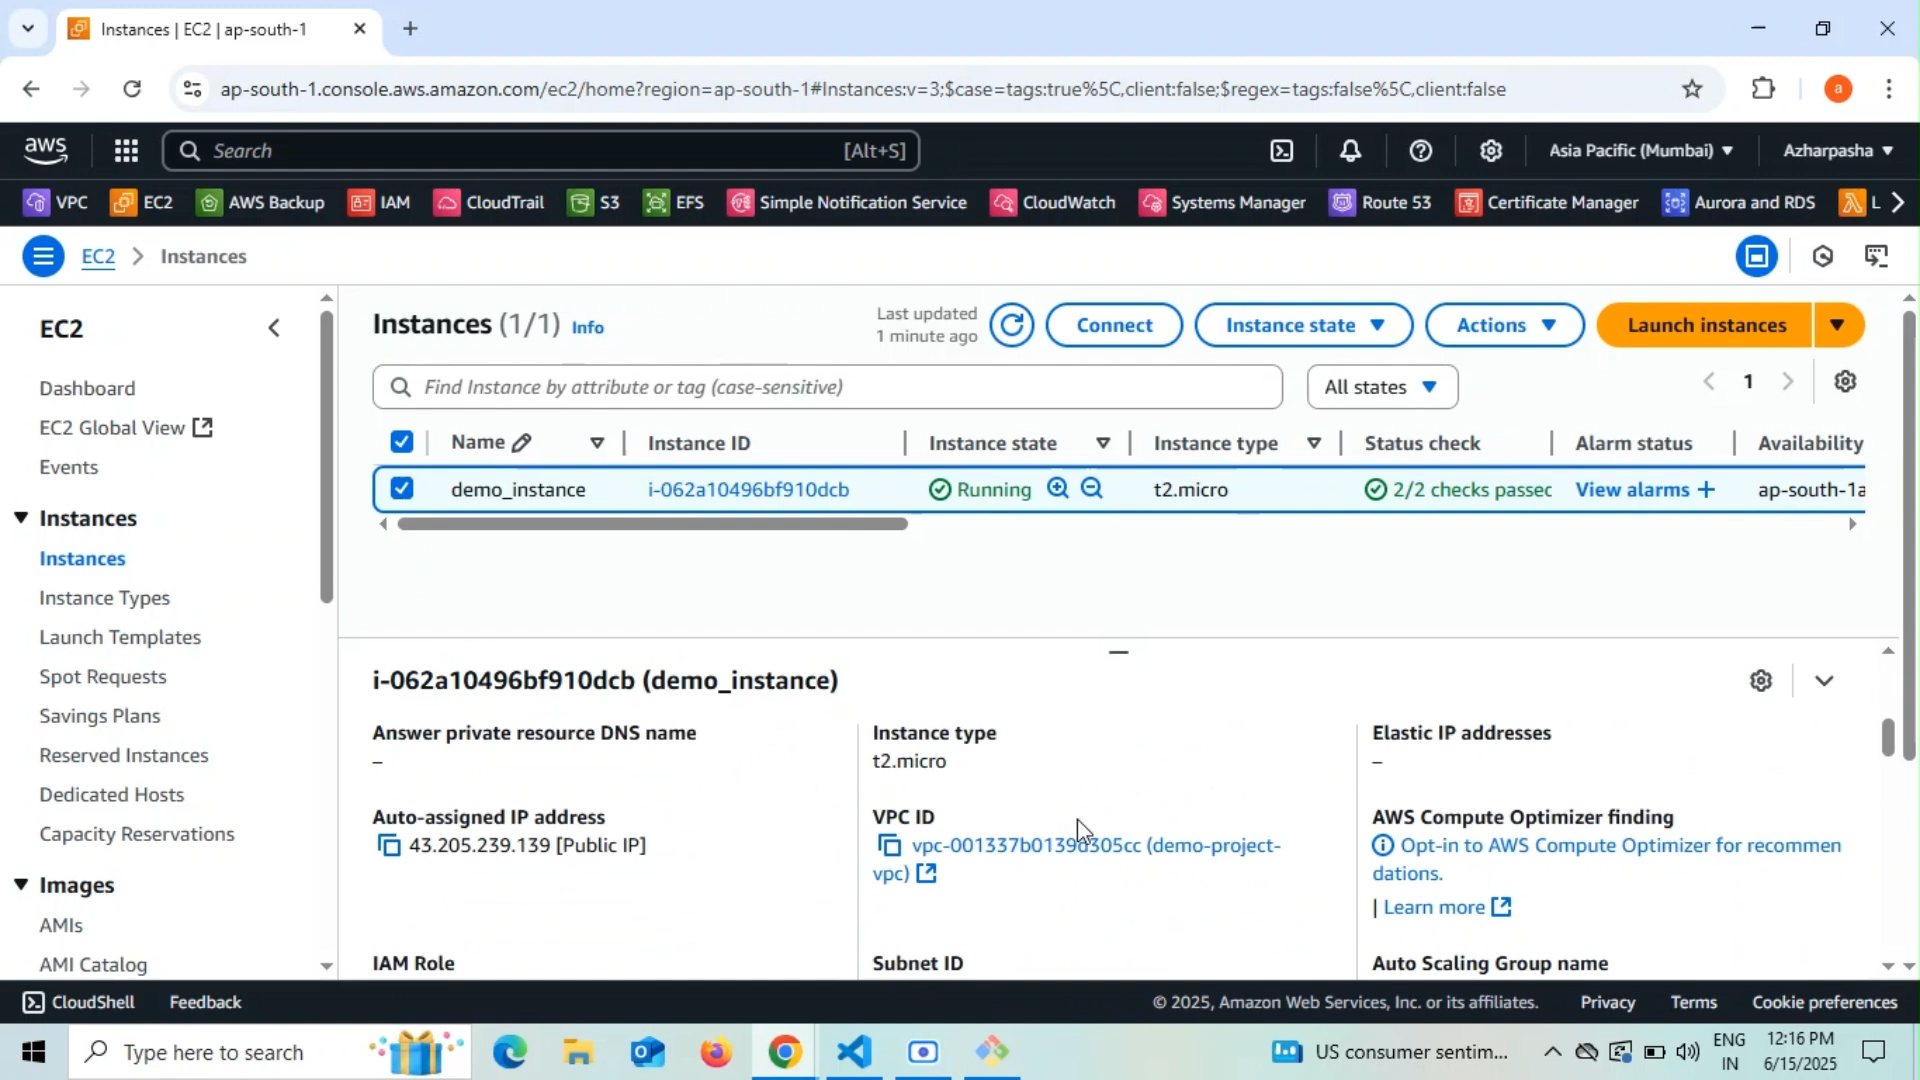 Instances | EC2 | ap-south-1
ap-south-1.console.aws.amazon.com/ec2/home?region=ap-south-1#Instances:v=3;$case=tags:true%5C,client:false;$regex=tags:false%5C,client:false
a
aws
Search [Alt+S]
Asia Pacific (Mumbai)
Azharpasha
VPC
EC2
AWS Backup
IAM
CloudTrail
S3
EFS
Simple Notification Service
CloudWatch
Systems Manager
Route 53
Certificate Manager
Aurora and RDS
L
EC2 > Instances
EC2
Dashboard
EC2 Global View
Events
Instances
Instances
Instance Types
Launch Templates
Spot Requests
Savings Plans
Reserved Instances
Dedicated Hosts
Capacity Reservations
Images
AMIs
AMI Catalog
Instances (1/1) Info
Last updated
1 minute ago
Connect
Instance state
Actions
Launch instances
Find Instance by attribute or tag (case-sensitive)
All states
1
Name Instance ID Instance state Instance type Status check Alarm status Availability
demo_instance i-062a10496bf910dcb Running t2.micro 2/2 checks passed View alarms + ap-south-1a
i-062a10496bf910dcb (demo_instance)
Answer private resource DNS name
–
Instance type
t2.micro
Elastic IP addresses
–
Auto-assigned IP address
43.205.239.139 [Public IP]
VPC ID
vpc-001337b0139d305cc (demo-project-
vpc)
AWS Compute Optimizer finding
Opt-in to AWS Compute Optimizer for recommen
dations.
| Learn more
IAM Role
Subnet ID
Auto Scaling Group name
CloudShell
Feedback
© 2025, Amazon Web Services, Inc. or its affiliates.
Privacy
Terms
Cookie preferences
Type here to search
US consumer sentim...
ENG
IN
12:16 PM
6/15/2025